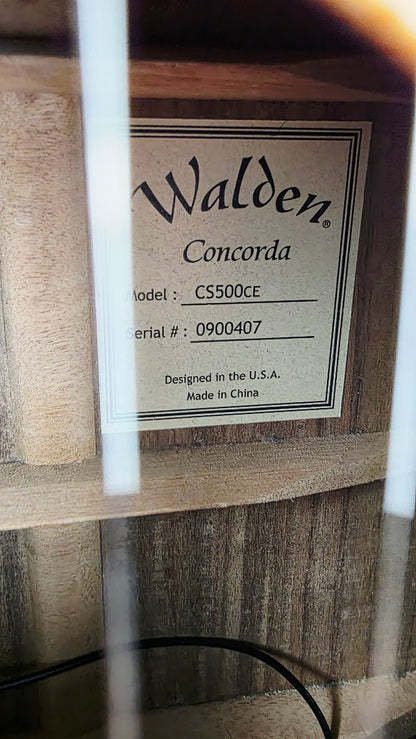 Walden®
Concorda
Model : CS500CE
Serial # : 0900407
Designed in the U.S.A.
Made in China